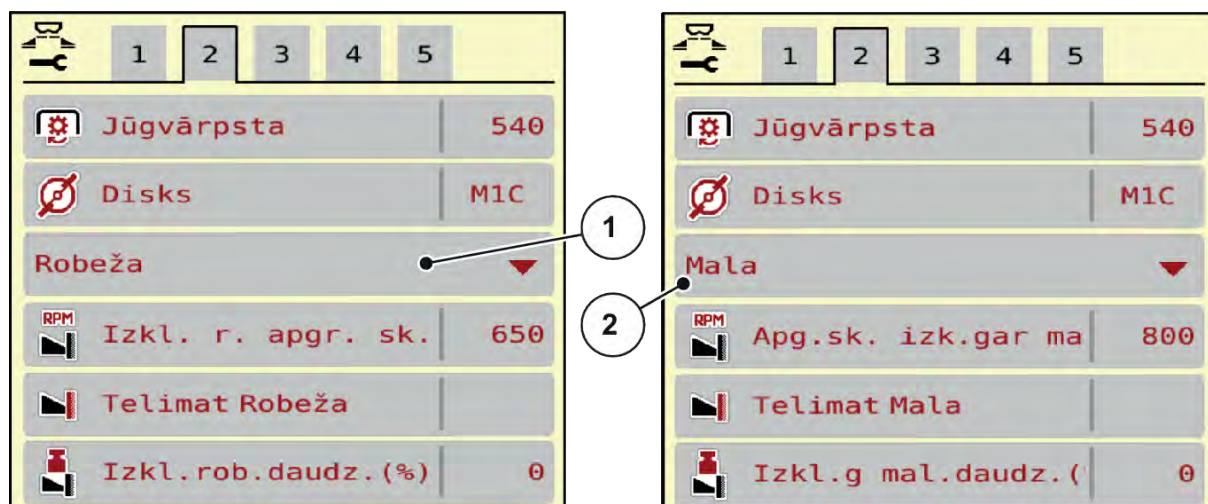 1 2 3 4 5
Jūgvārpsta 540
Disks M1C
Robeža
RPM Izkl. r. apgr. sk. 650
Telimat Robeža
Izkl.rob.daudz.(%) 0
1
2
1 2 3 4 5
Jūgvārpsta 540
Disks M1C
Mala
RPM Apg.sk. izk.gar ma 800
Telimat Mala
Izkl.g mal.daudz.( 0